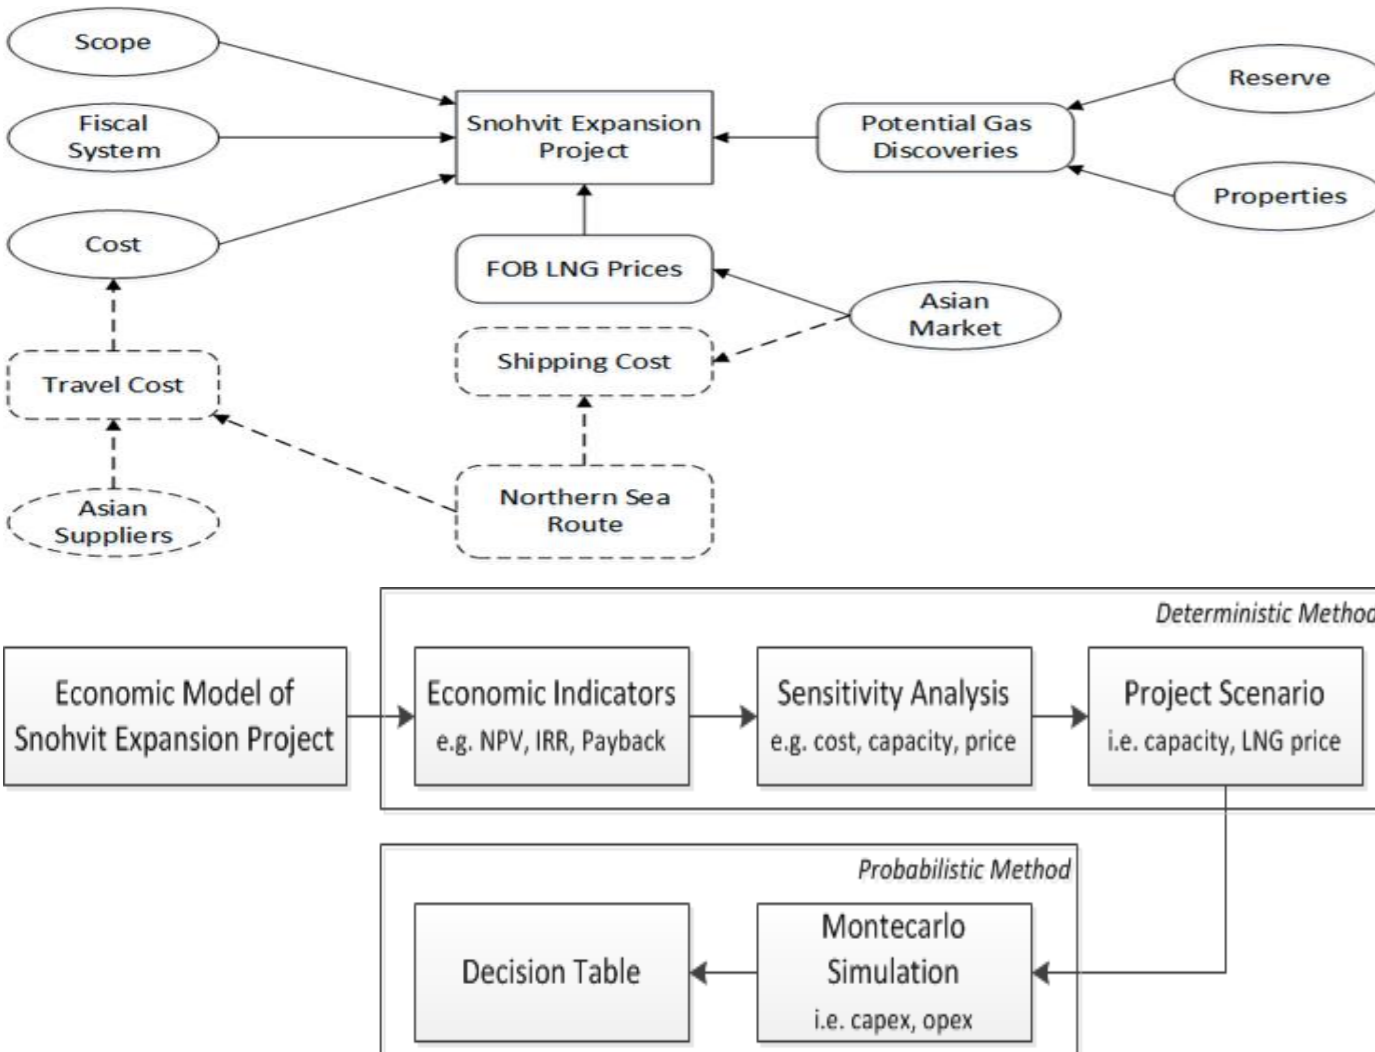 Scope
Fiscal
System
Cost
Snohvit Expansion
Project
Potential Gas
Discoveries
Reserve
Properties
FOB LNG Prices
Asian
Market
Shipping Cost
Travel Cost
Northern Sea
Route
Asian
Suppliers
Deterministic Method
Economic Model of
Snohvit Expansion Project
Economic Indicators
e.g. NPV, IRR, Payback
Sensitivity Analysis
e.g. cost, capacity, price
Project Scenario
i.e. capacity, LNG price
Probabilistic Method
Decision Table
Montecarlo
Simulation
i.e. capex, opex